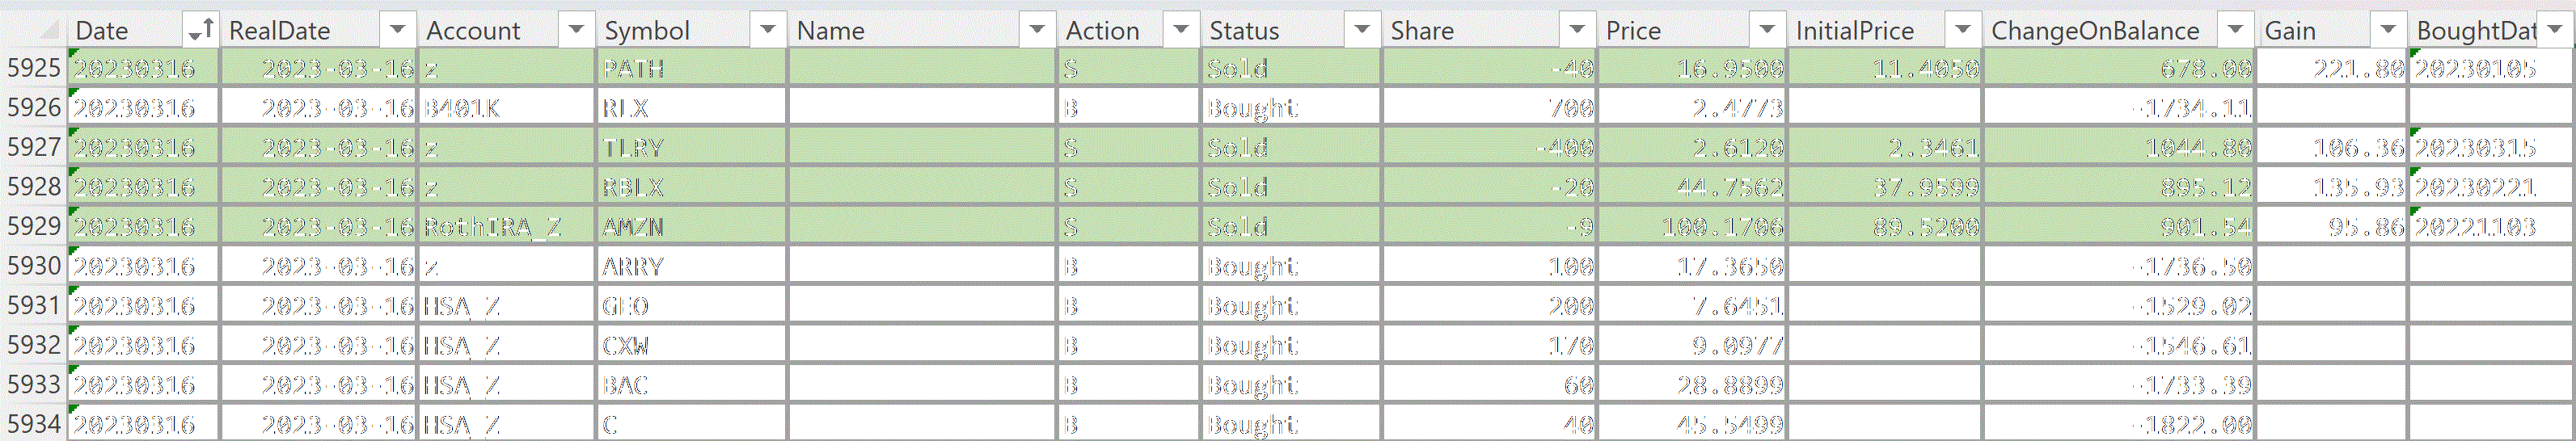 Date RealDate Account Symbol Name Action Status Share Price InitialPrice ChangeOnBalance Gain BoughtDat
5925 20230316 2023-03-16 z PATH S Sold -40 16.9500 11.4050 678.00 221.80 20230105
5926 20230316 2023-03-16 B401K RLX B Bought 700 2.4773 -1734.11
5927 20230316 2023-03-16 z TLRY S Sold -400 2.6120 2.3461 1044.80 106.36 20230315
5928 20230316 2023-03-16 z RBLX S Sold -20 44.7562 37.9599 895.12 135.93 20230221
5929 20230316 2023-03-16 RothIRA_Z AMZN S Sold -9 100.1706 89.5200 901.54 95.86 20221103
5930 20230316 2023-03-16 z ARRY B Bought 100 17.3650 -1736.50
5931 20230316 2023-03-16 HSA_Z GEO B Bought 200 7.6451 -1529.02
5932 20230316 2023-03-16 HSA_Z CXW B Bought 170 9.0977 -1546.61
5933 20230316 2023-03-16 HSA_Z BAC B Bought 60 28.8899 -1733.39
5934 20230316 2023-03-16 HSA_Z C B Bought 40 45.5499 -1822.00